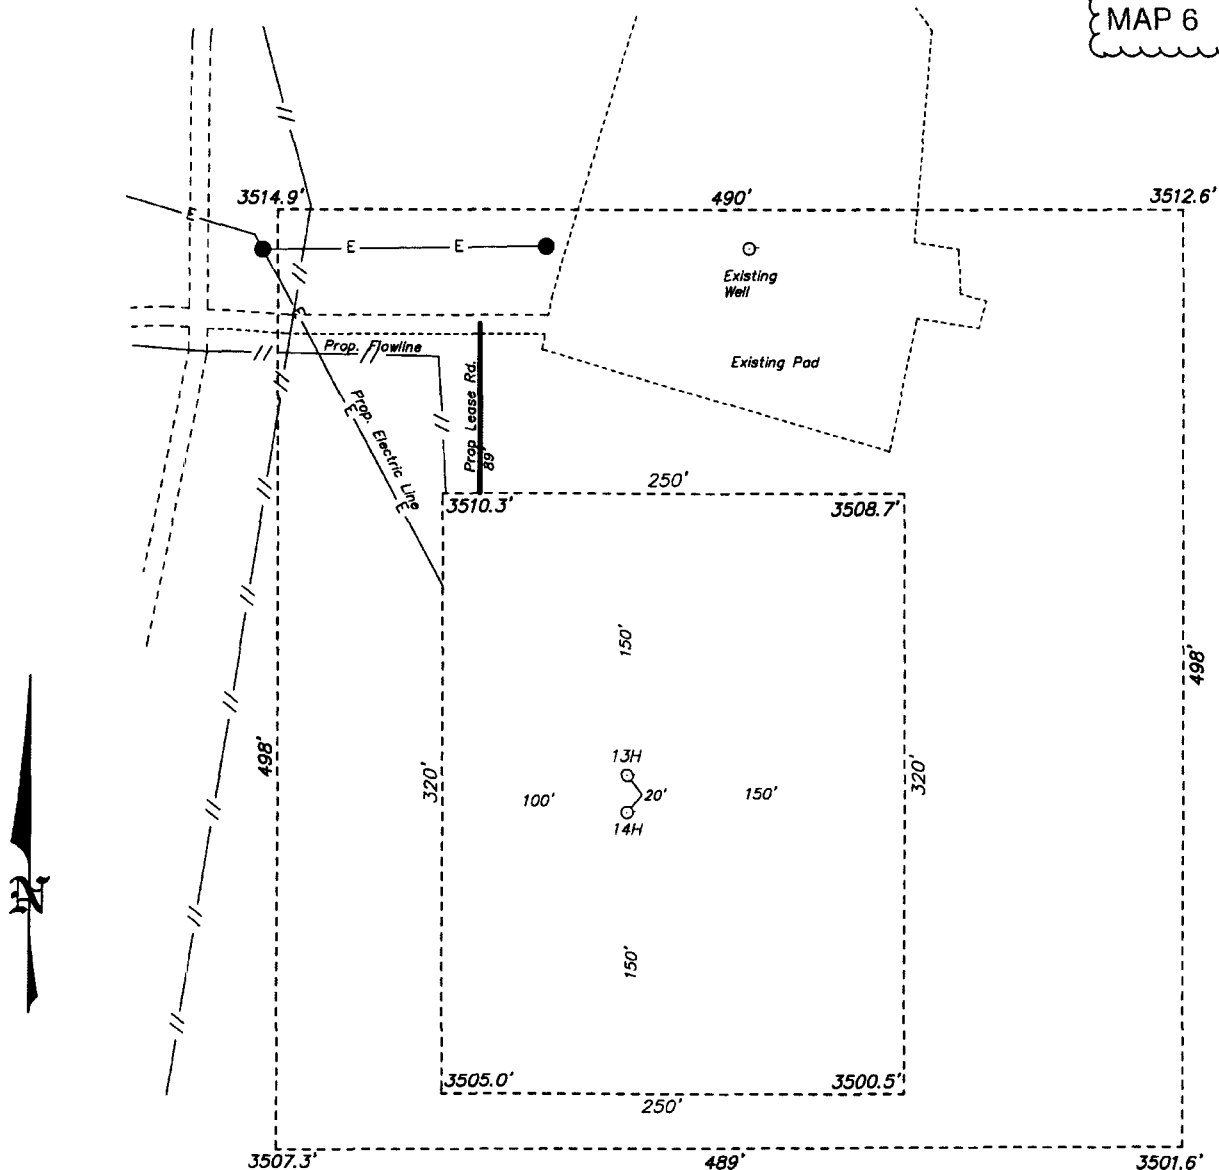 MAP 6
3514.9'
490'
3512.6'
E
E
E
Existing
Well
E
Prop. Flowline
Existing Pad
Prop Lease Rd.
89'
Prop. Electric Line
E
E
250'
3510.3'
3508.7'
150'
498'
498'
320'
320'
13H
100'
20'
150'
14H
N
150'
3505.0'
3500.5'
250'
3507.3'
489'
3501.6'